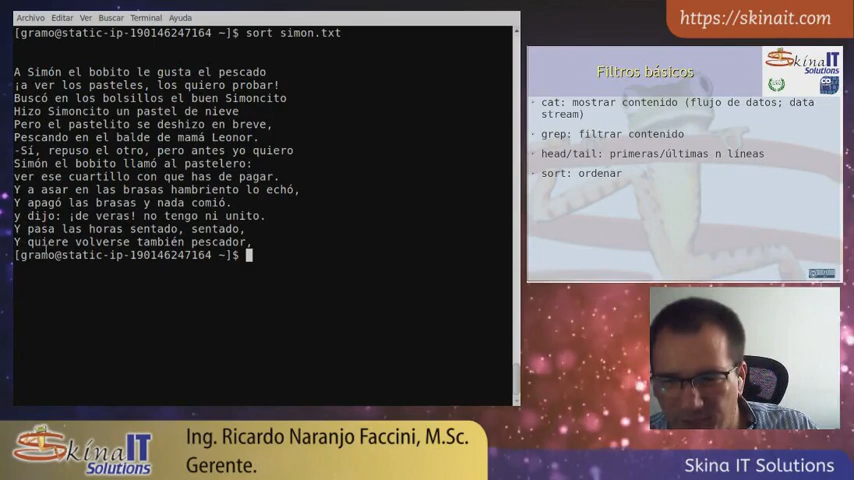 Archivo Editar Ver Buscar Terminal Ayuda
[gramo@static-ip-190146247164 ~]$ sort simon.txt
A Simón el bobito le gusta el pescado
¡a ver los pasteles, los quiero probar!
Buscó en los bolsillos el buen Simoncito
Hizo Simoncito un pastel de nieve
Pero el pastelito se deshizo en breve,
Pescando en el balde de mamá Leonor.
-Sí, repuso el otro, pero antes yo quiero
Simón el bobito llamó al pastelero:
ver ese cuartillo con que has de pagar.
Y a asar en las brasas hambriento lo echó,
Y apagó las brasas y nada comió.
y dijo: ¡de veras! no tengo ni unito.
Y pasa las horas sentado, sentado,
Y quiere volverse también pescador,
[gramo@static-ip-190146247164 ~]$
https://skinait.com
Filtros básicos
Skína IT
Solutions
cat: mostrar contenido (flujo de datos; data
stream)
grep: filtrar contenido
head/tail: primeras/últimas n líneas
sort: ordenar
Skína IT
Solutions
Ing. Ricardo Naranjo Faccini, M.Sc.
Gerente.
Skina IT Solutions